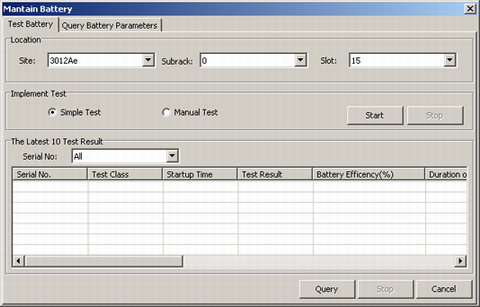 Mantain Battery
Test Battery Query Battery Parameters
Location
Site: 3012Ae Subrack: 0 Slot: 15
Implement Test
Simple Test Manual Test Start Stop
The Latest 10 Test Result
Serial No: All
Serial No. Test Class Startup Time Test Result Battery Efficency(%) Duration o
Query Stop Cancel